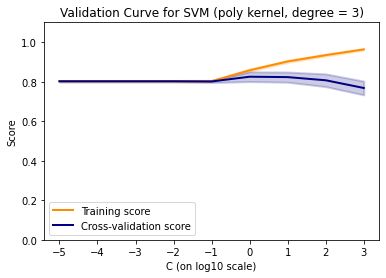 Validation Curve for SVM (poly kernel, degree = 3)
Score
1.0
0.8
0.6
0.4
0.2
0.0
Training score
Cross-validation score
−5 −4 −3 −2 −1 0 1 2 3
C (on log10 scale)